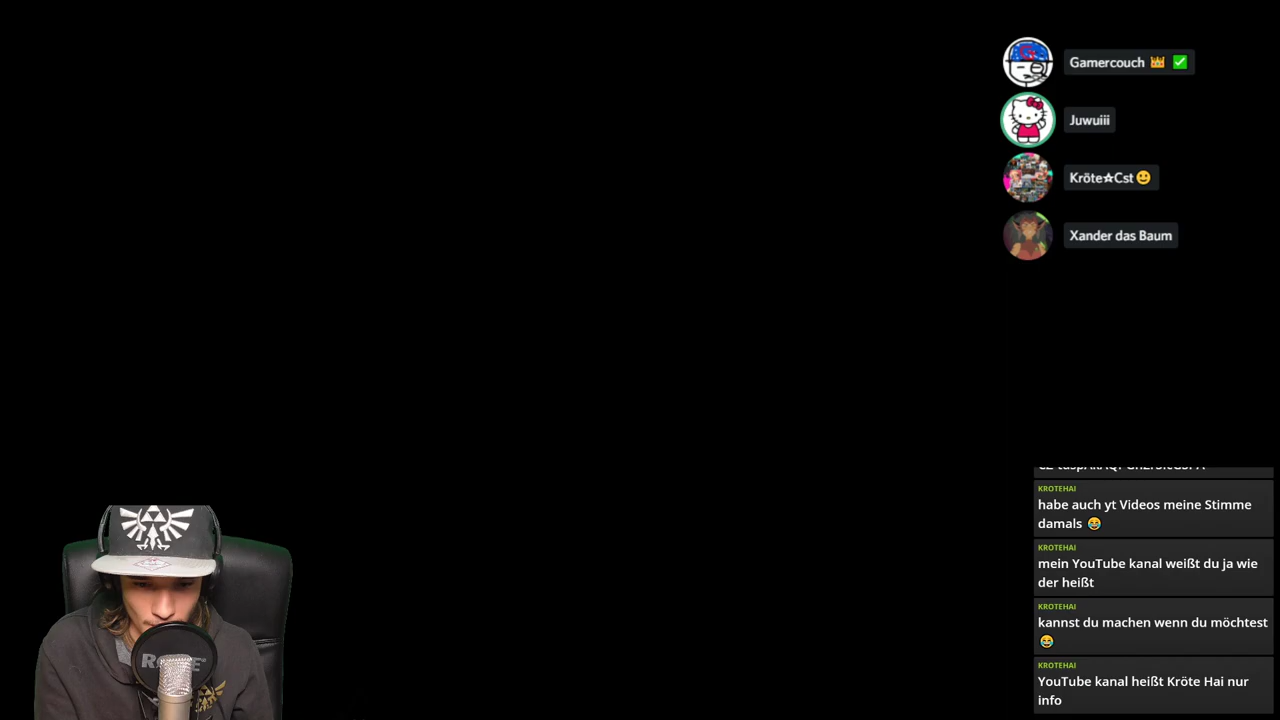 Gamercouch 👑 ✅
Juwuiii
Kröte☆Cst😀
Xander das Baum
KROTEHAI
habe auch yt Videos meine Stimme
damals 😂
KROTEHAI
mein YouTube kanal weißt du ja wie
der heißt
KROTEHAI
kannst du machen wenn du möchtest
😂
KROTEHAI
YouTube kanal heißt Kröte Hai nur
info